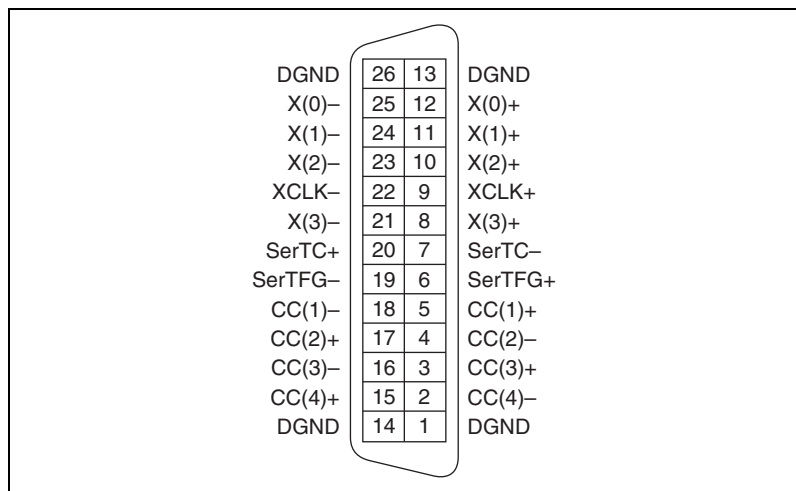 DGND 26 13 DGND
X(0)– 25 12 X(0)+
X(1)– 24 11 X(1)+
X(2)– 23 10 X(2)+
XCLK– 22 9 XCLK+
X(3)– 21 8 X(3)+
SerTC+ 20 7 SerTC–
SerTFG– 19 6 SerTFG+
CC(1)– 18 5 CC(1)+
CC(2)+ 17 4 CC(2)–
CC(3)– 16 3 CC(3)+
CC(4)+ 15 2 CC(4)–
DGND 14 1 DGND